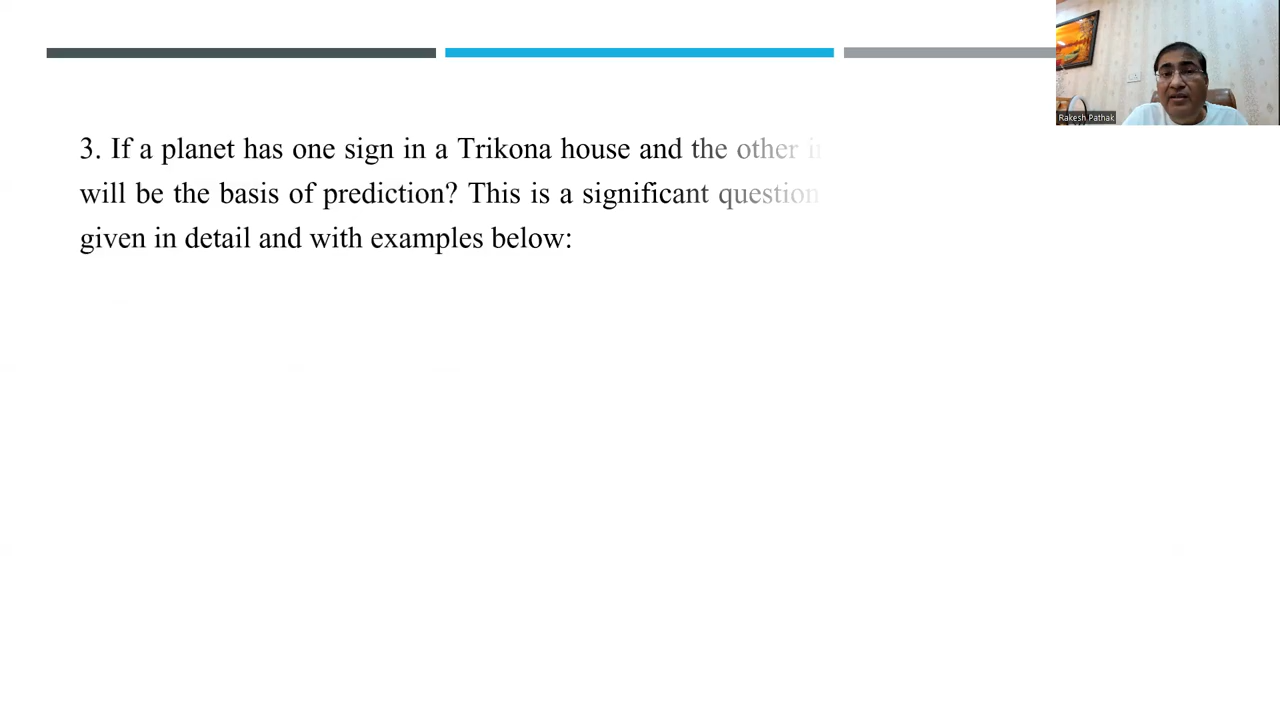 3. If a planet has one sign in a Trikona house and the other
will be the basis of prediction? This is a significant question
given in detail and with examples below:
Rakesh Pathak